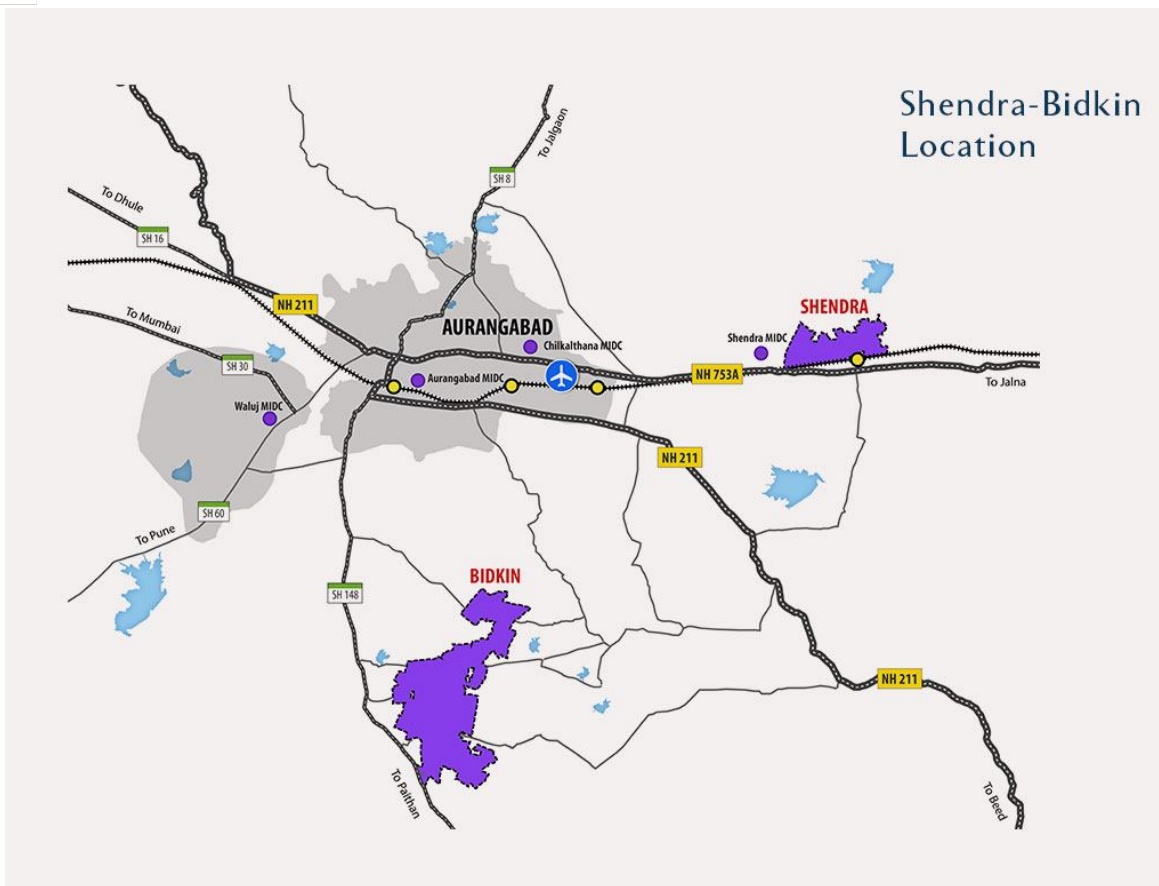 Shendra-Bidkin
Location
To Jalgaon
SH 8
To Dhule
SH 16
NH 211
To Mumbai
SHENDRA
AURANGABAD
Chilkalthana MIDC
Shendra MIDC
SH 30
Aurangabad MIDC
NH 753A
To Jalna
Waluj MIDC
NH 211
SH 60
To Pune
BIDKIN
SH 148
NH 211
To Paithan
To Beed